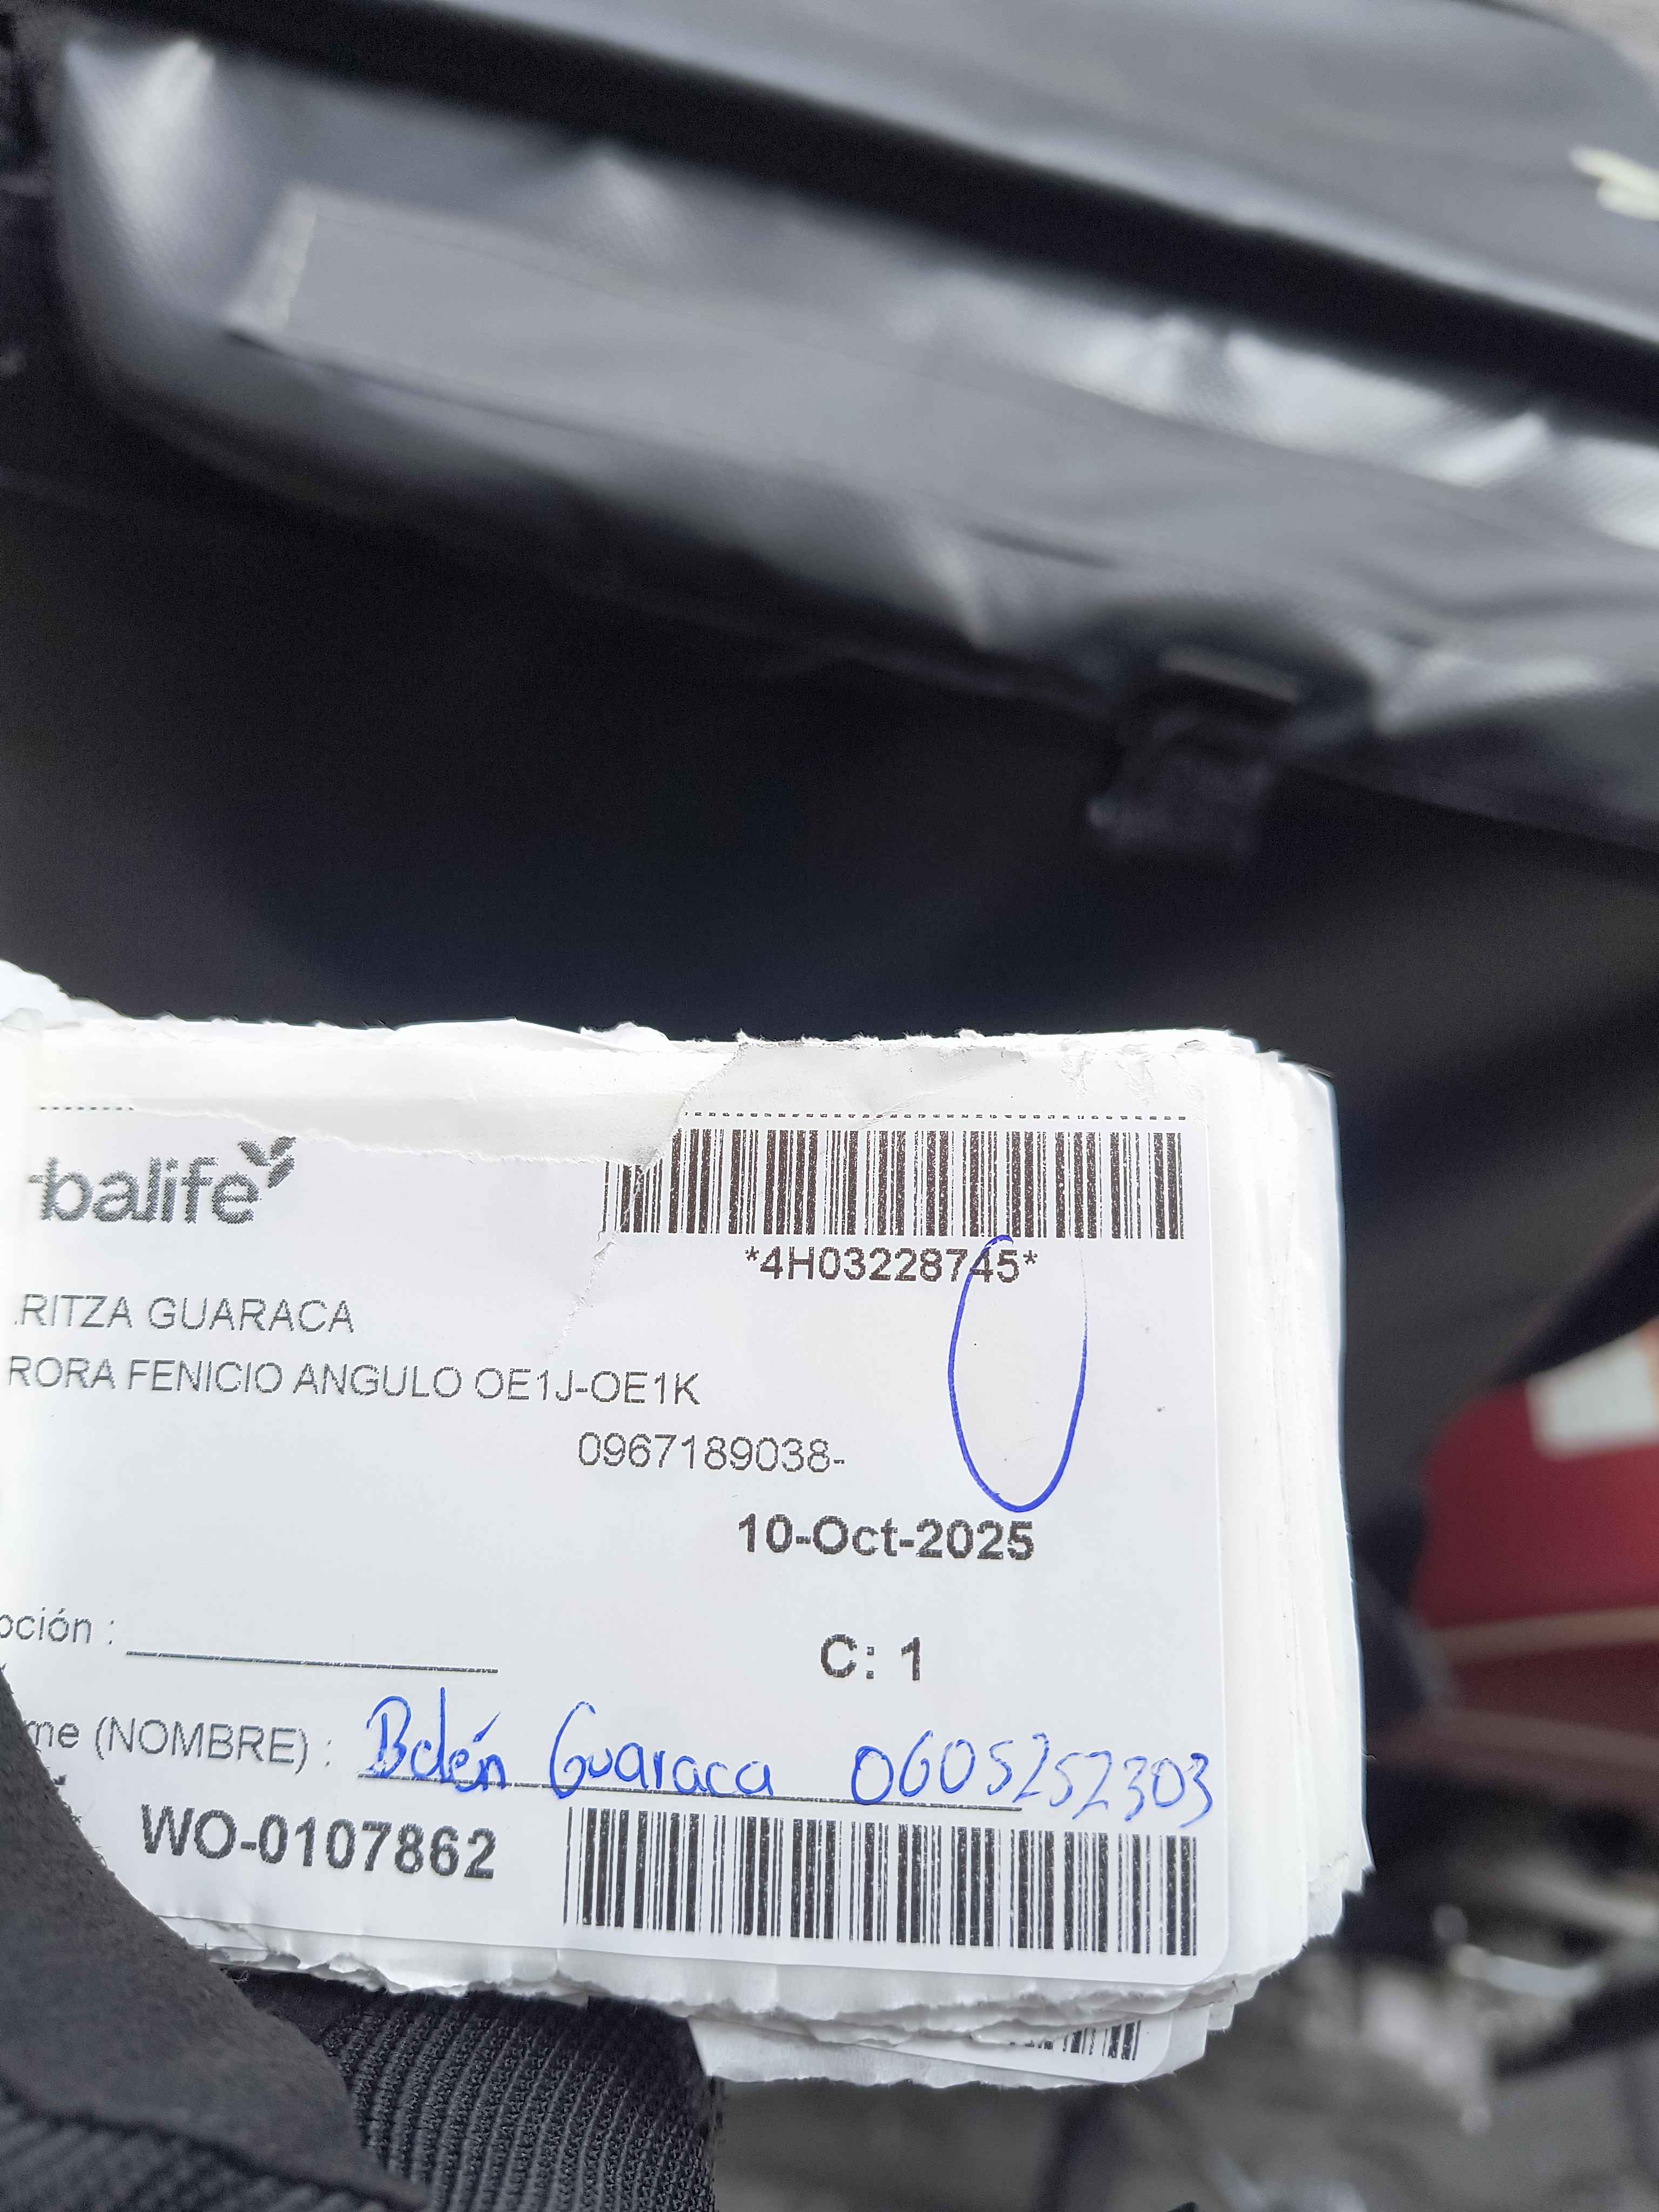 balife
*4H03228745*
.RITZA GUARACA
RORA FENICIO ANGULO OE1J-OE1K
0967189038-
10-Oct-2025
oción :
C: 1
me (NOMBRE) : Belén Guaraca 0605252303
WO-0107862